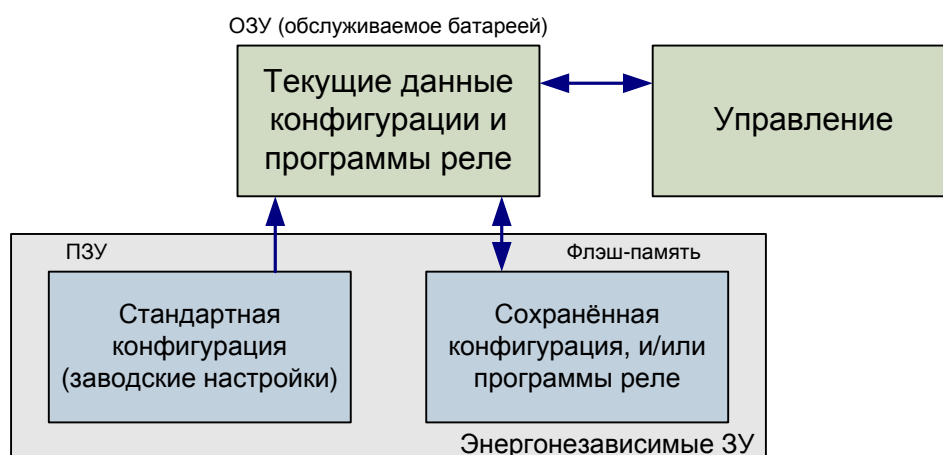 ОЗУ (обслуживаемое батареей)
Текущие данные
конфигурации и
программы реле
Управление
ПЗУ
Флэш-память
Стандартная
конфигурация
(заводские настройки)
Сохранённая
конфигурация, и/или
программы реле
Энергонезависимые ЗУ